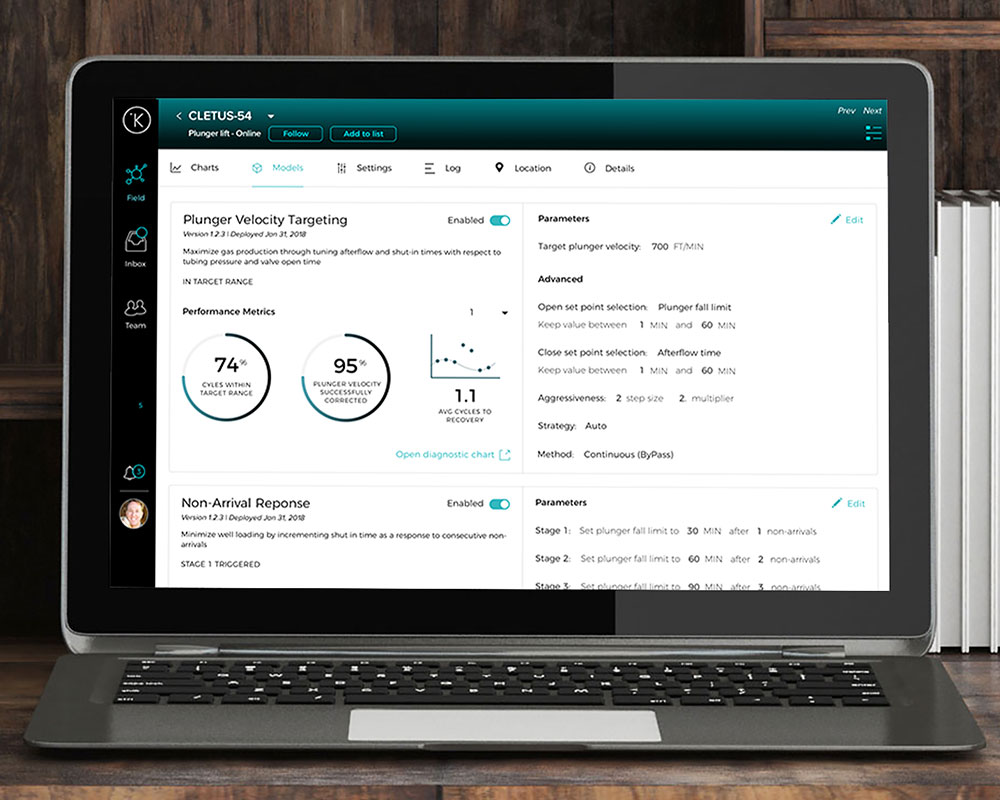 K
< CLETUS-54
Prev Next
Plunger lift - Online Follow Add to list
Charts Models Settings Log Location Details
Field
Inbox
Team
5
3
Plunger Velocity Targeting Enabled
Version 1.2.3 | Deployed Jan 31, 2018
Maximize gas production through tuning afterflow and shut-in times with respect to
tubing pressure and valve open time
IN TARGET RANGE
Performance Metrics 1
74%
CYLES WITHIN
TARGET RANGE
95%
PLUNGER VELOCITY
SUCCESSFULLY
CORRECTED
1.1
AVG CYCLES TO
RECOVERY
Open diagnostic chart
Parameters Edit
Target plunger velocity: 700 FT/MIN
Advanced
Open set point selection: Plunger fall limit
Keep value between 1 MIN and 60 MIN
Close set point selection: Afterflow time
Keep value between 1 MIN and 60 MIN
Aggressiveness: 2 step size 2. multiplier
Strategy: Auto
Method: Continuous (ByPass)
Non-Arrival Reponse Enabled
Version 1.2.3 | Deployed Jan 31, 2018
Minimize well loading by incrementing shut in time as a response to consecutive non-
arrivals
STAGE 1 TRIGGERED
Parameters Edit
Stage 1: Set plunger fall limit to 30 MIN after 1 non-arrivals
Stage 2: Set plunger fall limit to 60 MIN after 2 non-arrivals
Stage 3: Set plunger fall limit to 90 MIN after 3 non-arrivals